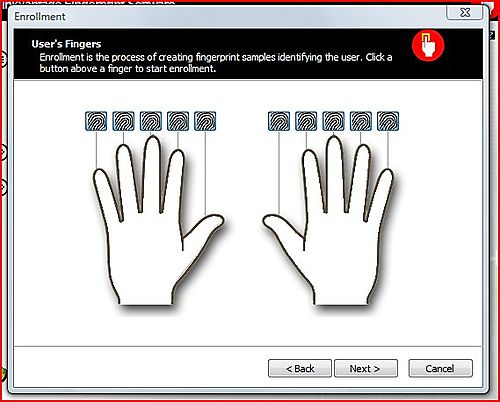 Enrollment
User's Fingers
Enrollment is the process of creating fingerprint samples identifying the user. Click a
button above a finger to start enrollment.
< Back
Next >
Cancel